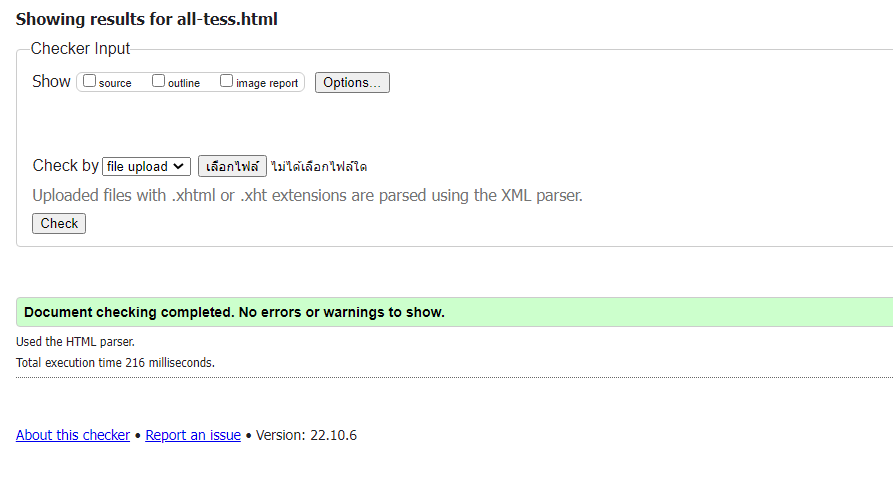 Showing results for all-tess.html
Checker Input
Show source outline image report Options...
Check by file upload เลือกไฟล์ ไม่ได้เลือกไฟล์ใด
Uploaded files with .xhtml or .xht extensions are parsed using the XML parser.
Check
Document checking completed. No errors or warnings to show.
Used the HTML parser.
Total execution time 216 milliseconds.
About this checker • Report an issue • Version: 22.10.6